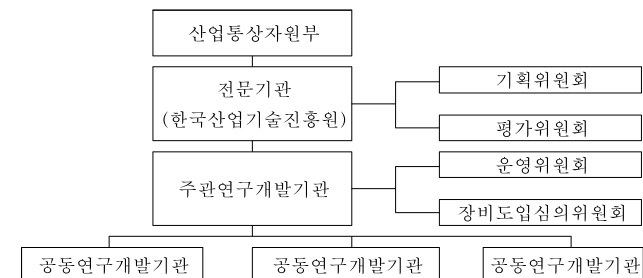 산업통상자원부
전문기관
(한국산업기술진흥원)
기획위원회
평가위원회
주관연구개발기관
운영위원회
장비도입심의위원회
공동연구개발기관
공동연구개발기관
공동연구개발기관